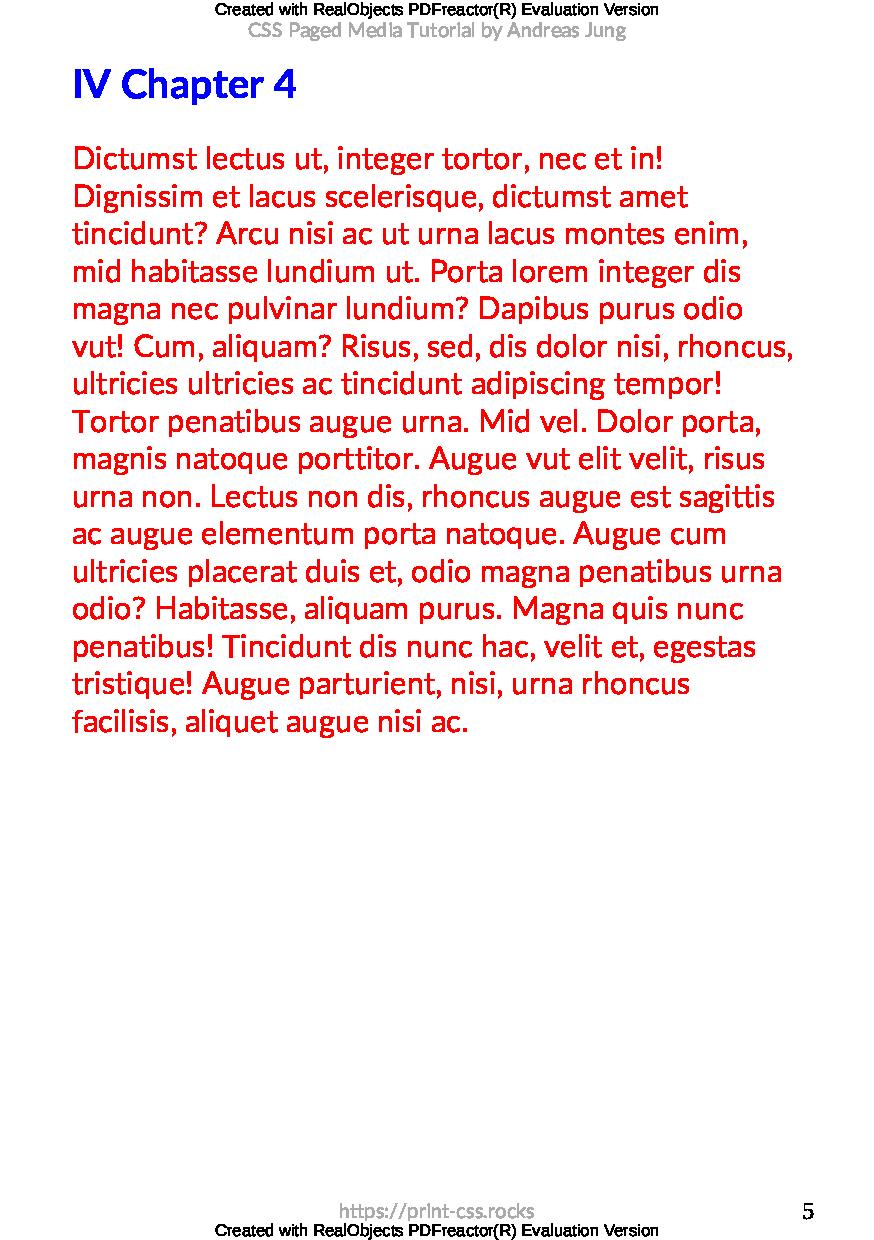 Created with RealObjects PDFreactor(R) Evaluation Version
CSS Paged Media Tutorial by Andreas Jung
IV Chapter 4
Dictumst lectus ut, integer tortor, nec et in!
Dignissim et lacus scelerisque, dictumst amet
tincidunt? Arcu nisi ac ut urna lacus montes enim,
mid habitasse lundium ut. Porta lorem integer dis
magna nec pulvinar lundium? Dapibus purus odio
vut! Cum, aliquam? Risus, sed, dis dolor nisi, rhoncus,
ultricies ultricies ac tincidunt adipiscing tempor!
Tortor penatibus augue urna. Mid vel. Dolor porta,
magnis natoque porttitor. Augue vut elit velit, risus
urna non. Lectus non dis, rhoncus augue est sagittis
ac augue elementum porta natoque. Augue cum
ultricies placerat duis et, odio magna penatibus urna
odio? Habitasse, aliquam purus. Magna quis nunc
penatibus! Tincidunt dis nunc hac, velit et, egestas
tristique! Augue parturient, nisi, urna rhoncus
facilisis, aliquet augue nisi ac.
https://print-css.rocks 5
Created with RealObjects PDFreactor(R) Evaluation Version